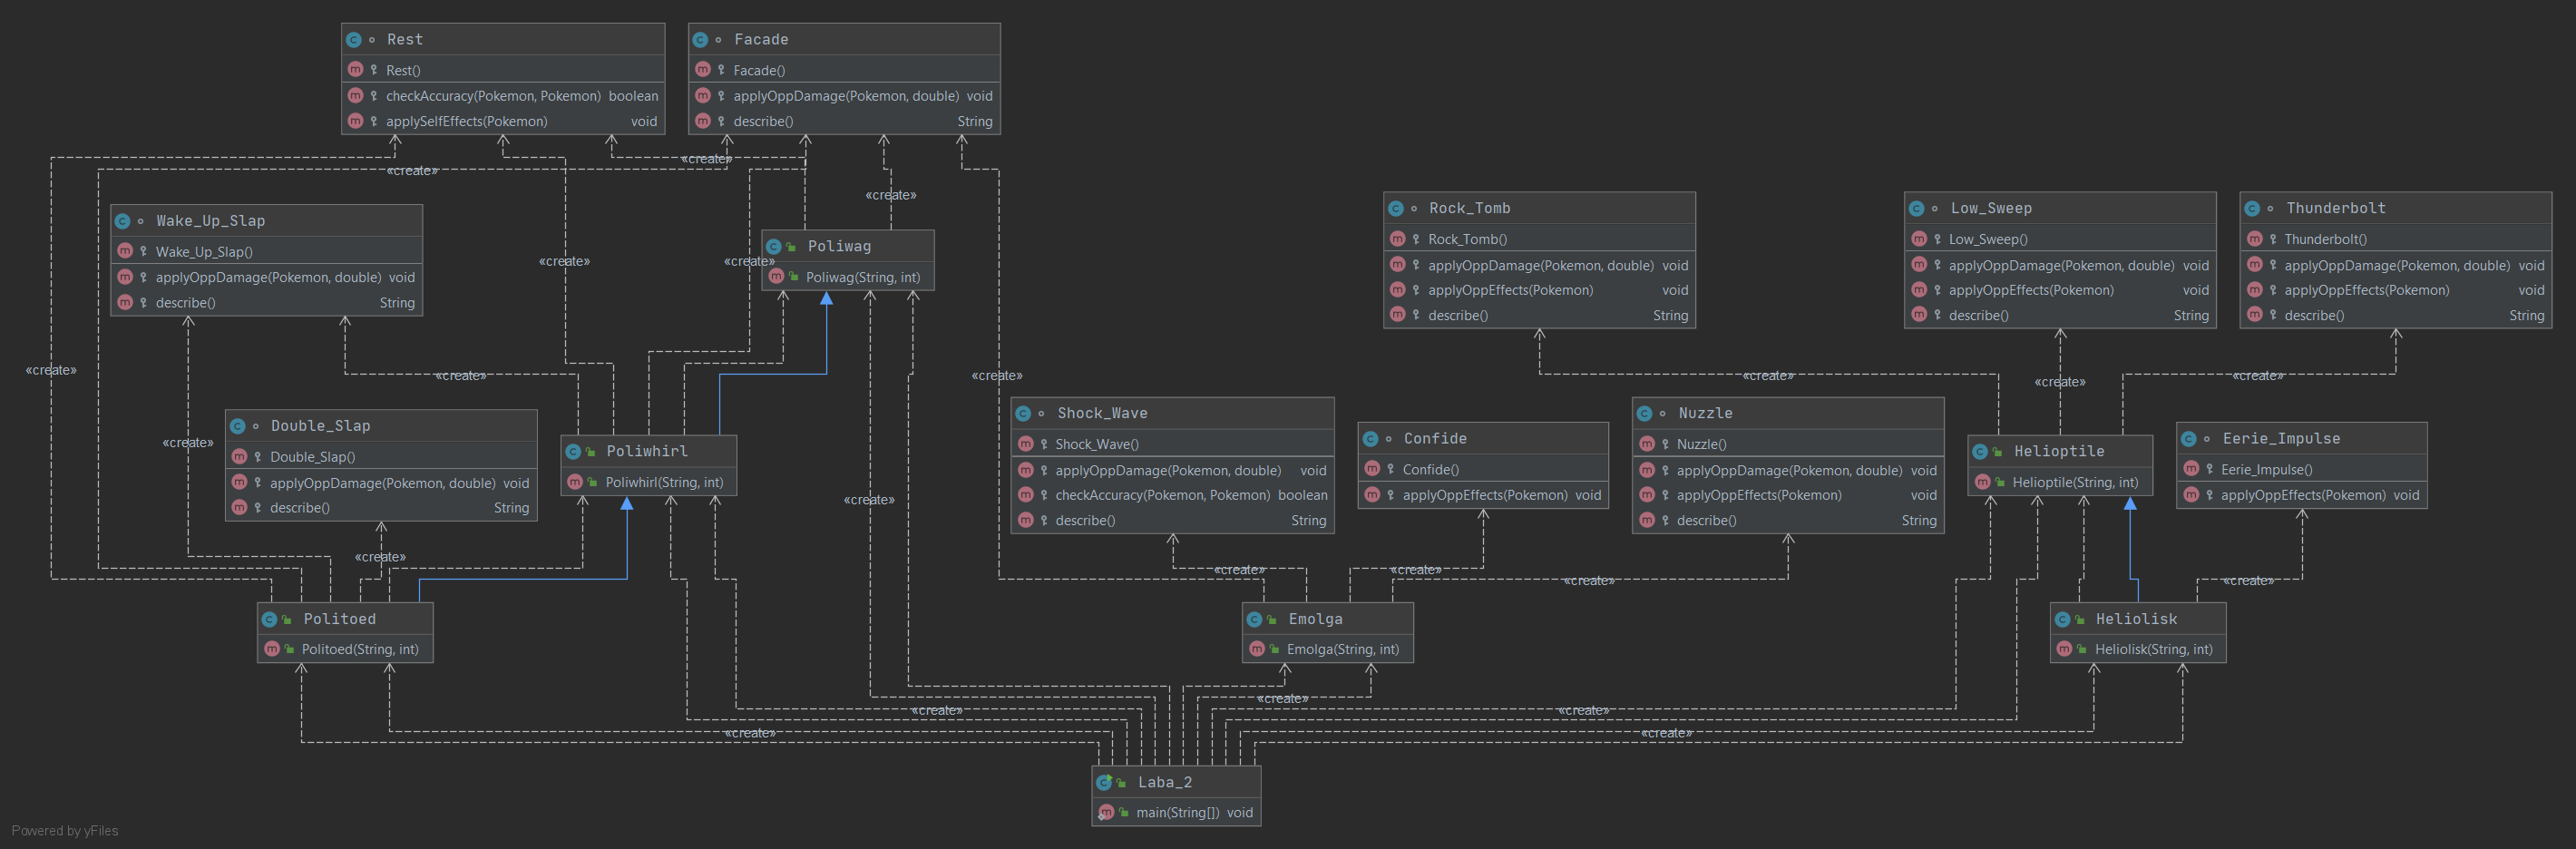 Rest
Rest()
checkAccuracy(Pokemon, Pokemon) boolean
applySelfEffects(Pokemon) void
Facade
Facade()
applyOppDamage(Pokemon, double) void
describe() String
«create»
«create»
«create»
Wake_Up_Slap
Wake_Up_Slap()
applyOppDamage(Pokemon, double) void
describe() String
Poliwag
Poliwag(String, int)
«create»
«create»
Rock_Tomb
Rock_Tomb()
applyOppDamage(Pokemon, double) void
applyOppEffects(Pokemon) void
describe() String
Low_Sweep
Low_Sweep()
applyOppDamage(Pokemon, double) void
applyOppEffects(Pokemon) void
describe() String
Thunderbolt
Thunderbolt()
applyOppDamage(Pokemon, double) void
applyOppEffects(Pokemon) void
describe() String
«create»
«create»
«create»
«create»
«create»
«create»
Double_Slap
Double_Slap()
applyOppDamage(Pokemon, double) void
describe() String
«create»
Poliwhirl
Poliwhirl(String, int)
«create»
Shock_Wave
Shock_Wave()
applyOppDamage(Pokemon, double) void
checkAccuracy(Pokemon, Pokemon) boolean
describe() String
Confide
Confide()
applyOppEffects(Pokemon) void
Nuzzle
Nuzzle()
applyOppDamage(Pokemon, double) void
applyOppEffects(Pokemon) void
describe() String
Helioptile
Helioptile(String, int)
Eerie_Impulse
Eerie_Impulse()
applyOppEffects(Pokemon) void
«create»
«create»
«create»
«create»
«create»
Politoed
Politoed(String, int)
Emolga
Emolga(String, int)
Heliolisk
Heliolisk(String, int)
«create»
«create»
«create»
«create»
«create»
Laba_2
main(String[]) void
Powered by yFiles